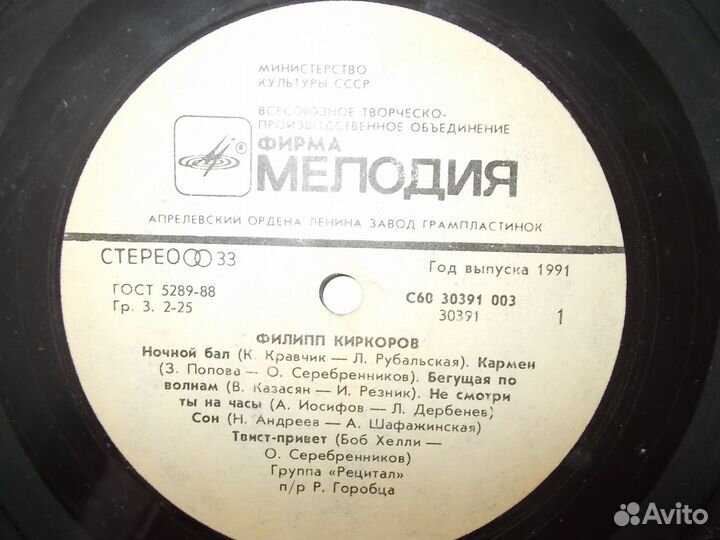 МИНИСТЕРСТВО
КУЛЬТУРЫ СССР
ВСЕСОЮЗНОЕ ТВОРЧЕСКО-
ПРОИЗВОДСТВЕННОЕ ОБЪЕДИНЕНИЕ
ФИРМА
МЕЛОДИЯ
АПРЕЛЕВСКИЙ ОРДЕНА ЛЕНИНА ЗАВОД ГРАМПЛАСТИНОК
СТЕРЕО 33
Год выпуска 1991
ГОСТ 5289-88
С60 30391 003
Гр. 3. 2-25
30391
1
ФИЛИПП КИРКОРОВ
Ночной бал (К. Кравчик — Л. Рубальская). Кармен
(З. Попова — О. Серебренников). Бегущая по
волнам (В. Казасян — И. Резник). Не смотри
ты на часы (А. Иосифов — Л. Дербенев)
Сон (Н. Андреев — А. Шафажинская)
Твист-привет (Боб Хелли —
О. Серебренников)
Группа «Рецитал»
п/р Р. Горобца
Avito